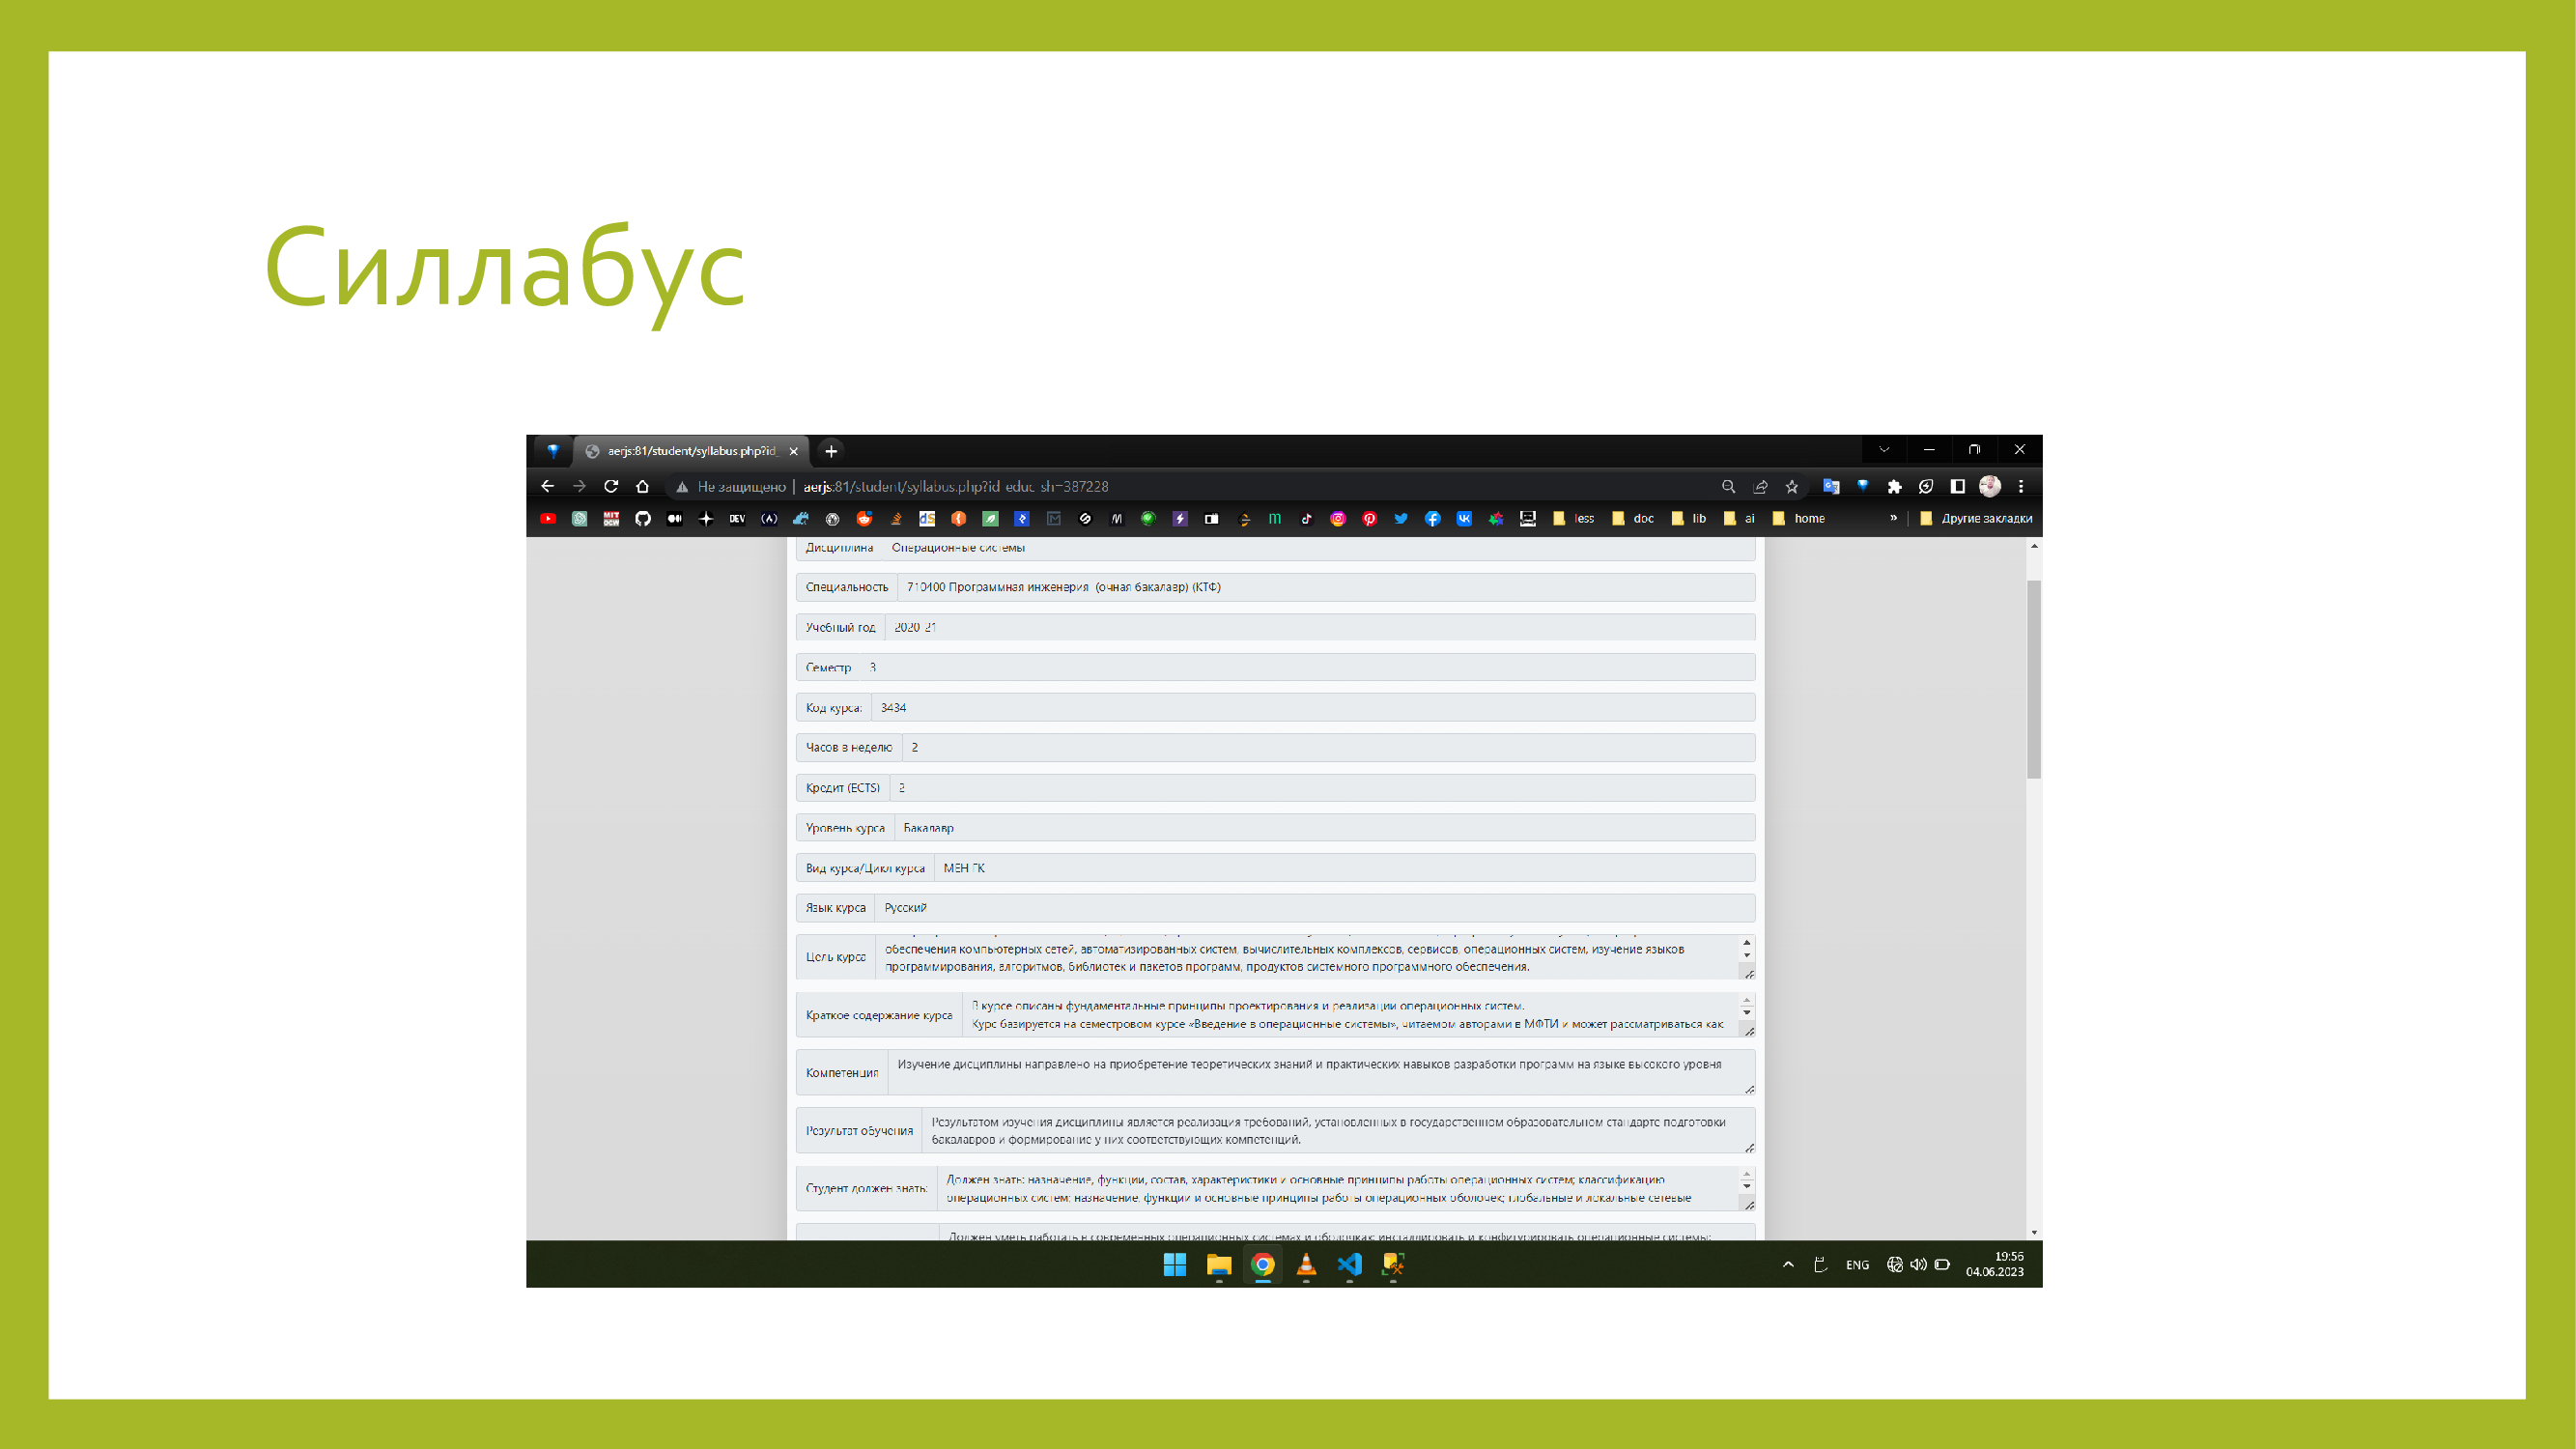 Силлабус
aerjs:81/student/syllabus.php?id_
Не защищено | aerjs:81/student/syllabus.php?id_educ_sh=387228
less doc lib ai home » Другие закладки
Дисциплина Операционные системы
Специальность 710400 Программная инженерия (очная бакалавр) (КТФ)
Учебный год 2020-21
Семестр 3
Код курса: 3434
Часов в неделю 2
Кредит (ECTS) 2
Уровень курса Бакалавр
Вид курса/Цикл курса МЕН ГК
Язык курса Русский
Цель курса
обеспечения компьютерных сетей, автоматизированных систем, вычислительных комплексов, сервисов, операционных систем, изучение языков
программирования, алгоритмов, библиотек и пакетов программ, продуктов системного программного обеспечения.
Краткое содержание курса
В курсе описаны фундаментальные принципы проектирования и реализации операционных систем.
Курс базируется на семестровом курсе «Введение в операционные системы», читаемом авторами в МФТИ и может рассматриваться как
Компетенция
Изучение дисциплины направлено на приобретение теоретических знаний и практических навыков разработки программ на языке высокого уровня
Результат обучения
Результатом изучения дисциплины является реализация требований, установленных в государственном образовательном стандарте подготовки
бакалавров и формирование у них соответствующих компетенций.
Студент должен знать:
Должен знать: назначение, функции, состав, характеристики и основные принципы работы операционных систем; классификацию
операционных систем; назначение, функции и основные принципы работы операционных оболочек; глобальные и локальные сетевые
Должен уметь работать в современных операционных системах и оболочках; инсталлировать и конфигурировать операционные системы;
ENG
19:56
04.06.2023